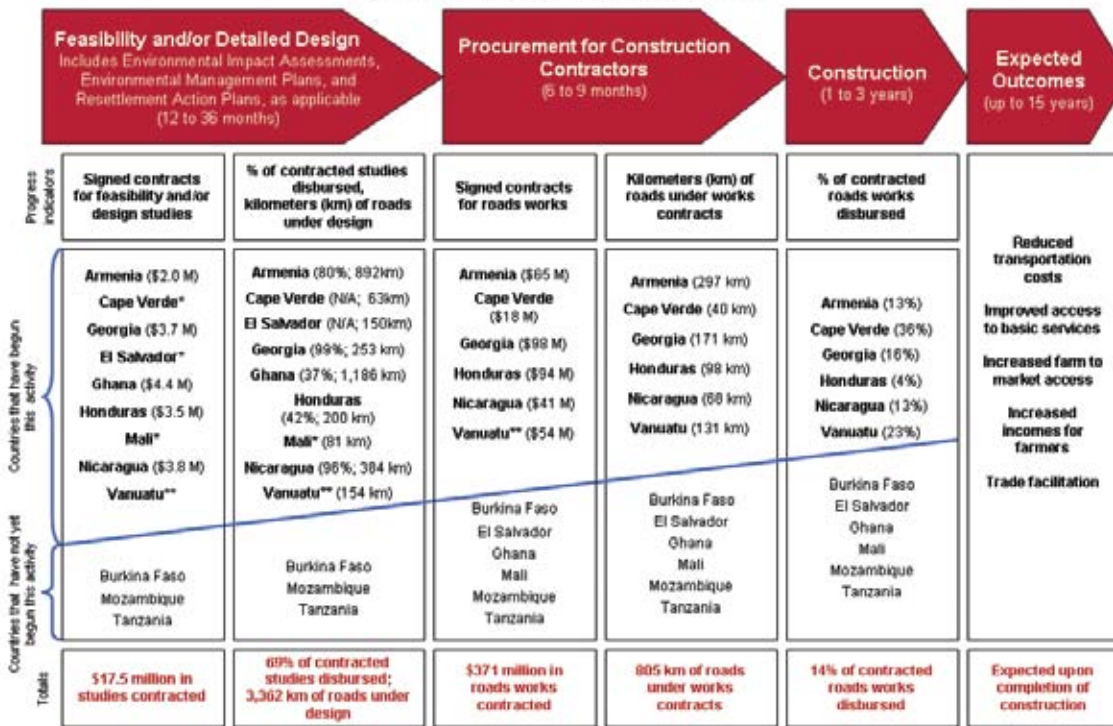 Feasibility and/or Detailed Design
Includes Environmental Impact Assessments,
Environmental Management Plans, and
Resettlement Action Plans, as applicable
(12 to 36 months)
Procurement for Construction
Contractors
(6 to 9 months)
Construction
(1 to 3 years)
Expected
Outcomes
(up to 15 years)
Progress
indicators
Signed contracts
for feasibility and/or
design studies
% of contracted studies
disbursed,
kilometers (km) of roads
under design
Signed contracts
for roads works
Kilometers (km) of
roads under works
contracts
% of contracted
roads works
disbursed
Countries that have begun
this activity
Armenia ($2.0 M)
Cape Verde*
Georgia ($3.7 M)
El Salvador*
Ghana ($4.4 M)
Honduras ($3.5 M)
Mali*
Nicaragua ($3.8 M)
Vanuatu**
Armenia (80%; 892km)
Cape Verde (N/A; 63km)
El Salvador (N/A; 150km)
Georgia (99%; 253 km)
Ghana (37%; 1,186 km)
Honduras
(42%; 200 km)
Mali* (81 km)
Nicaragua (96%; 384 km)
Vanuatu** (154 km)
Armenia ($65 M)
Cape Verde
($18 M)
Georgia ($98 M)
Honduras ($94 M)
Nicaragua ($41 M)
Vanuatu** ($54 M)
Armenia (297 km)
Cape Verde (40 km)
Georgia (171 km)
Honduras (98 km)
Nicaragua (68 km)
Vanuatu (131 km)
Armenia (13%)
Cape Verde (36%)
Georgia (16%)
Honduras (4%)
Nicaragua (13%)
Vanuatu (23%)
Reduced
transportation
costs
Improved access
to basic services
Increased farm to
market access
Increased
incomes for
farmers
Trade facilitation
Countries that have not yet
begun this activity
Burkina Faso
Mozambique
Tanzania
Burkina Faso
Mozambique
Tanzania
Burkina Faso
El Salvador
Ghana
Mali
Mozambique
Tanzania
Burkina Faso
El Salvador
Ghana
Mali
Mozambique
Tanzania
Burkina Faso
El Salvador
Ghana
Mali
Mozambique
Tanzania
Totals
$17.5 million in
studies contracted
69% of contracted
studies disbursed;
3,362 km of roads under
design
$371 million in
roads works
contracted
805 km of roads
under works
contracts
14% of contracted
roads works
disbursed
Expected upon
completion of
construction